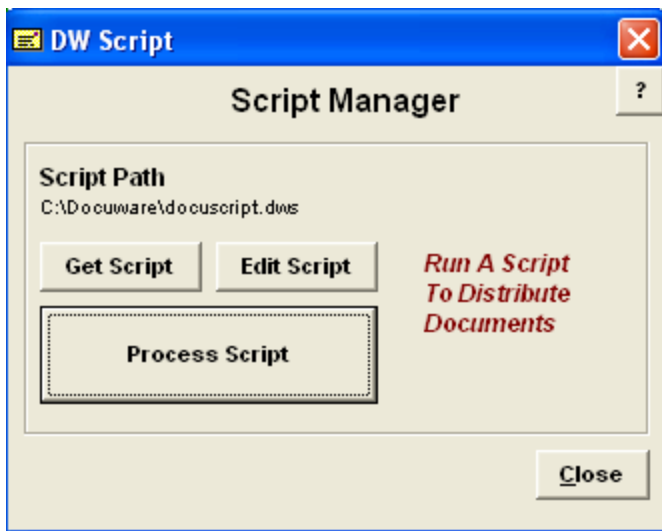 DW Script
Script Manager
?
Script Path
C:\Docuware\docuscript.dws
Get Script
Edit Script
Run A Script
To Distribute
Documents
Process Script
Close